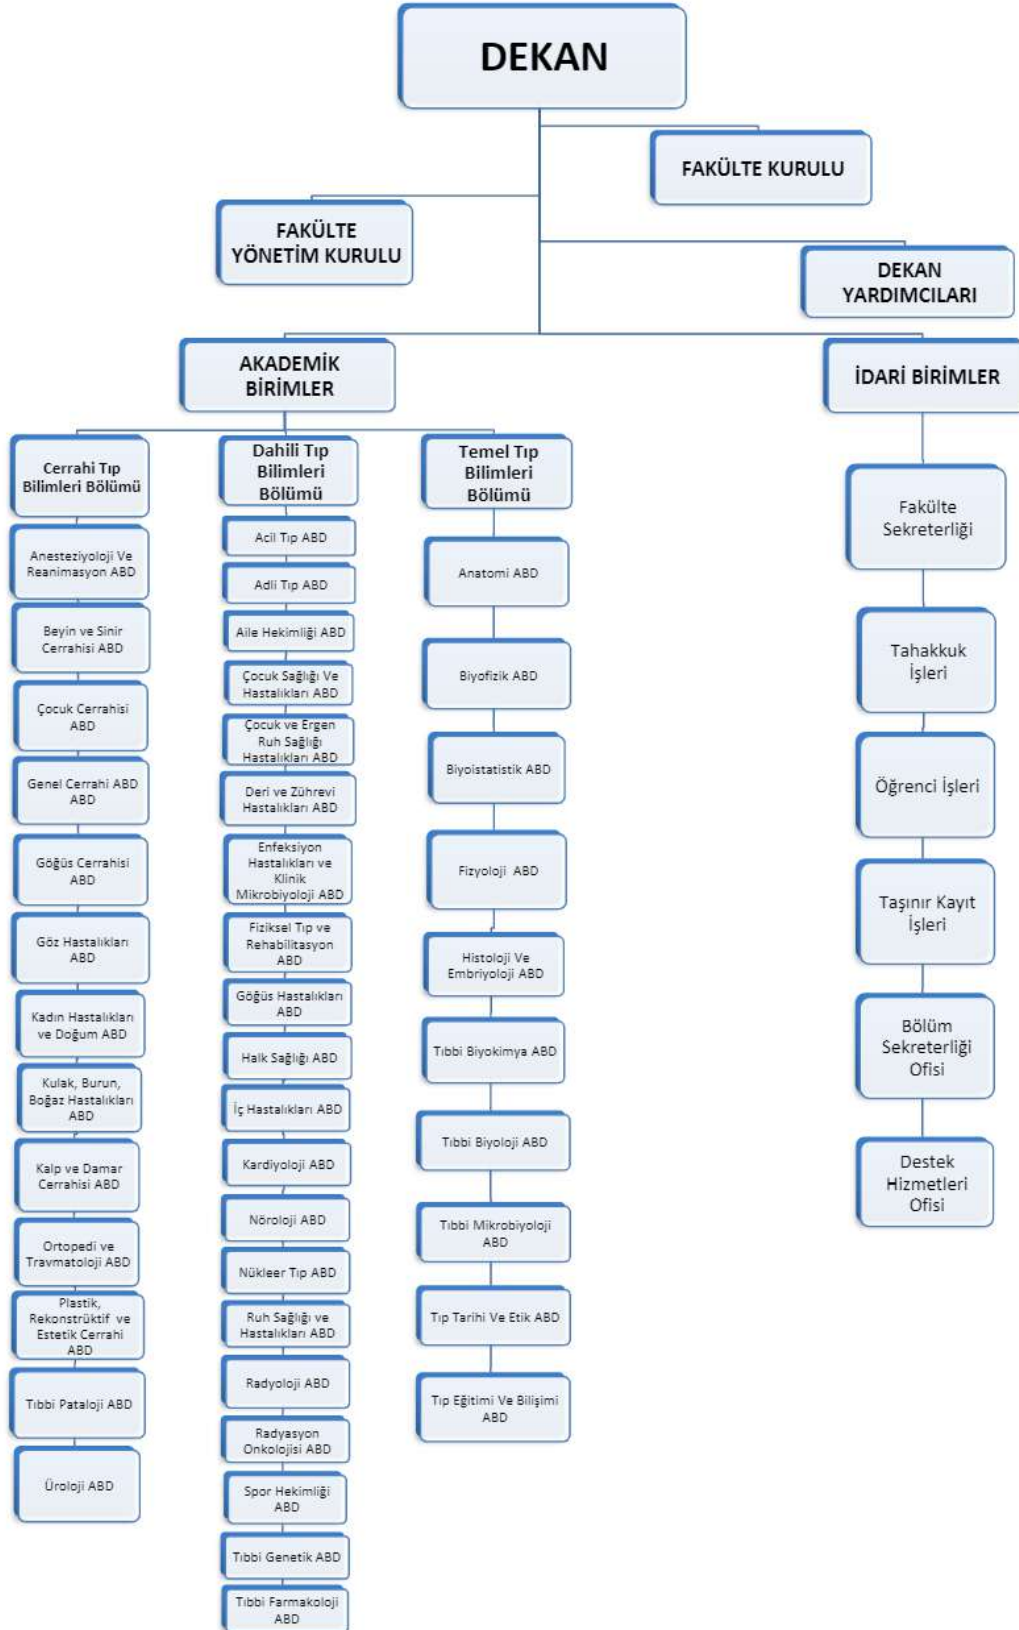 DEKAN
FAKÜLTE KURULU
FAKÜLTE
YÖNETİM KURULU
DEKAN
YARDIMCILARI
AKADEMİK
BİRİMLER
İDARİ BİRİMLER
Cerrahi Tıp
Bilimleri Bölümü
Anesteziyoloji Ve
Reanimasyon ABD
Beyin ve Sinir
Cerrahisi ABD
Çocuk Cerrahisi
ABD
Genel Cerrahi ABD
ABD
Göğüs Cerrahisi
ABD
Göz Hastalıkları
ABD
Kadın Hastalıkları
ve Doğum ABD
Kulak, Burun,
Boğaz Hastalıkları
ABD
Kalp ve Damar
Cerrahisi ABD
Ortopedi ve
Travmatoloji ABD
Plastik,
Rekonstrüktif ve
Estetik Cerrahi
ABD
Tıbbi Pataloji ABD
Üroloji ABD
Dahili Tıp
Bilimleri
Bölümü
Acil Tıp ABD
Adli Tıp ABD
Aile Hekimliği ABD
Çocuk Sağlığı Ve
Hastalıkları ABD
Çocuk ve Ergen
Ruh Sağlığı
Hastalıkları ABD
Deri ve Zührevi
Hastalıkları ABD
Enfeksiyon
Hastalıkları ve
Klinik
Mikrobiyoloji ABD
Fiziksel Tıp ve
Rehabilitasyon
ABD
Göğüs Hastalıkları
ABD
Halk Sağlığı ABD
İç Hastalıkları ABD
Kardiyoloji ABD
Nöroloji ABD
Nükleer Tıp ABD
Ruh Sağlığı ve
Hastalıkları ABD
Radyoloji ABD
Radyasyon
Onkolojisi ABD
Spor Hekimliği
ABD
Tıbbi Genetik ABD
Tıbbi Farmakoloji
ABD
Temel Tıp
Bilimleri
Bölümü
Anatomi ABD
Biyofizik ABD
Biyoistatistik ABD
Fizyoloji ABD
Histoloji Ve
Embriyoloji ABD
Tıbbi Biyokimya ABD
Tıbbi Biyoloji ABD
Tıbbi Mikrobiyoloji
ABD
Tıp Tarihi Ve Etik ABD
Tıp Eğitimi Ve Bilişimi
ABD
Fakülte
Sekreterliği
Tahakkuk
İşleri
Öğrenci İşleri
Taşınır Kayıt
İşleri
Bölüm
Sekreterliği
Ofisi
Destek
Hizmetleri
Ofisi